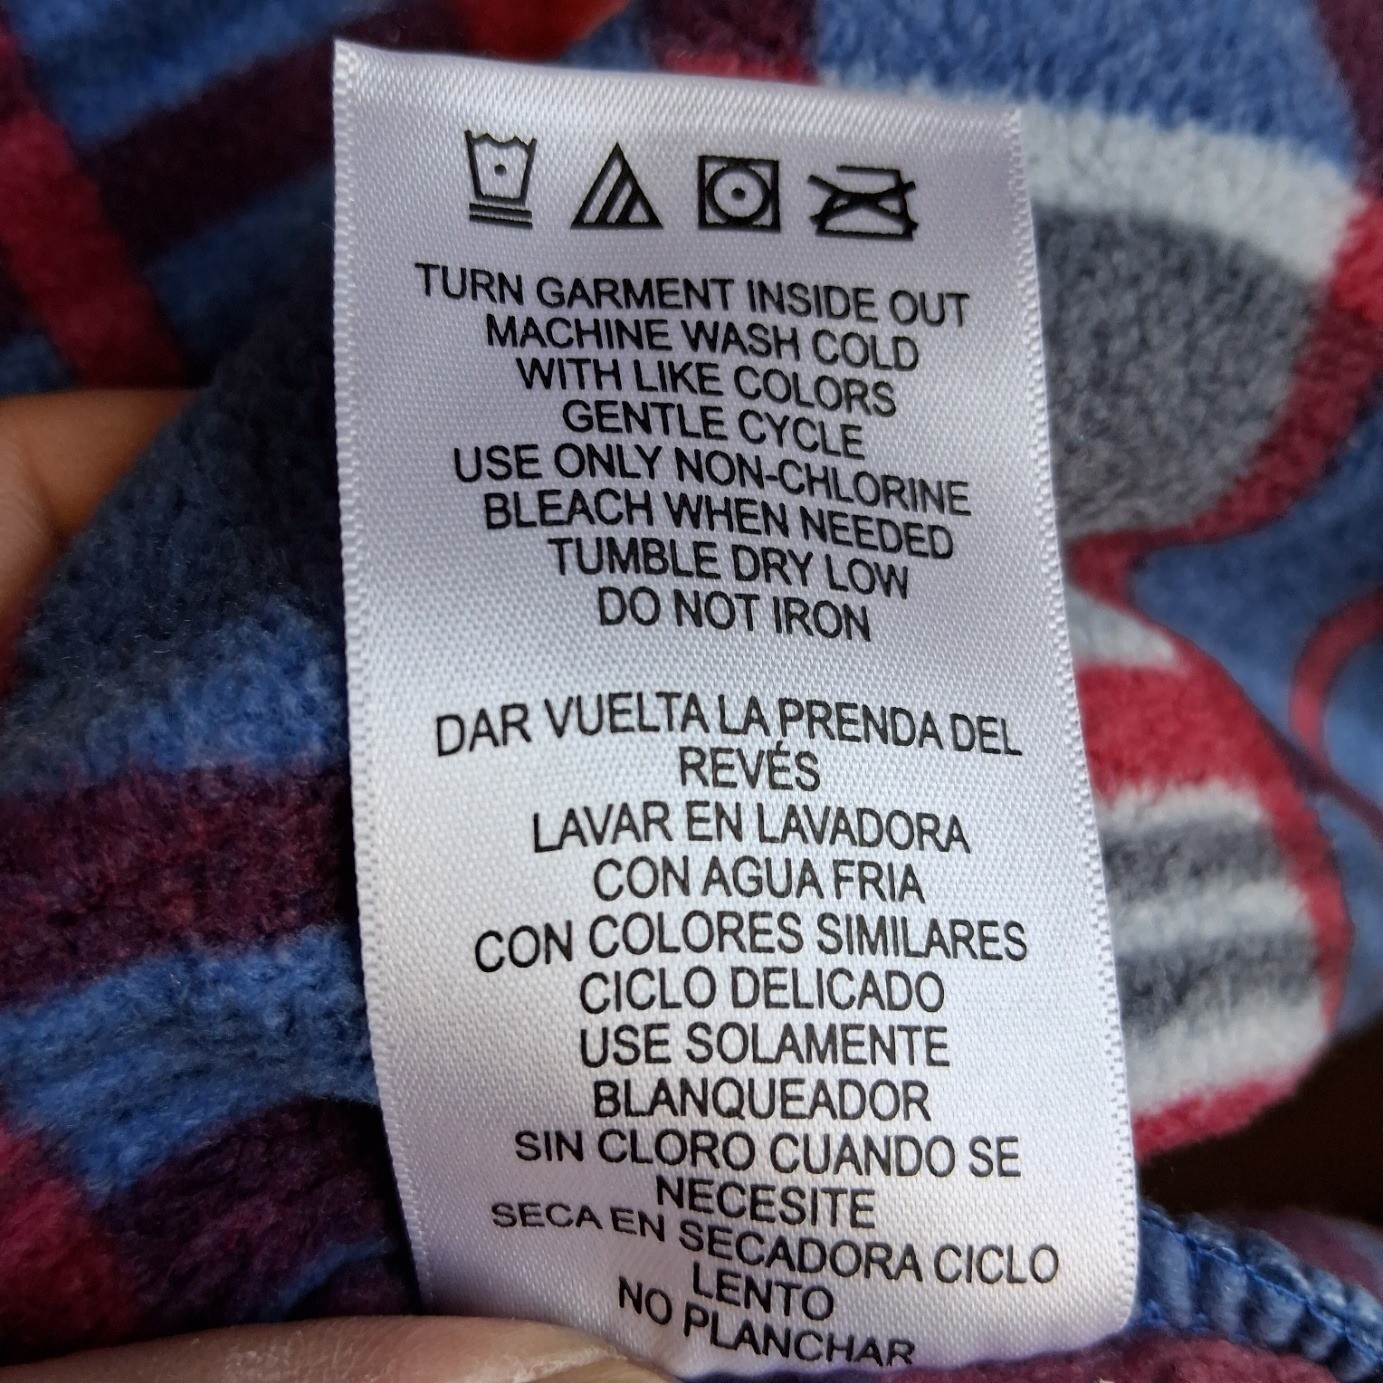 TURN GARMENT INSIDE OUT
MACHINE WASH COLD
WITH LIKE COLORS
GENTLE CYCLE
USE ONLY NON-CHLORINE
BLEACH WHEN NEEDED
TUMBLE DRY LOW
DO NOT IRON
DAR VUELTA LA PRENDA DEL
REVÉS
LAVAR EN LAVADORA
CON AGUA FRIA
CON COLORES SIMILARES
CICLO DELICADO
USE SOLAMENTE
BLANQUEADOR
SIN CLORO CUANDO SE
NECESITE
SECA EN SECADORA CICLO
LENTO
NO PLANCHAR